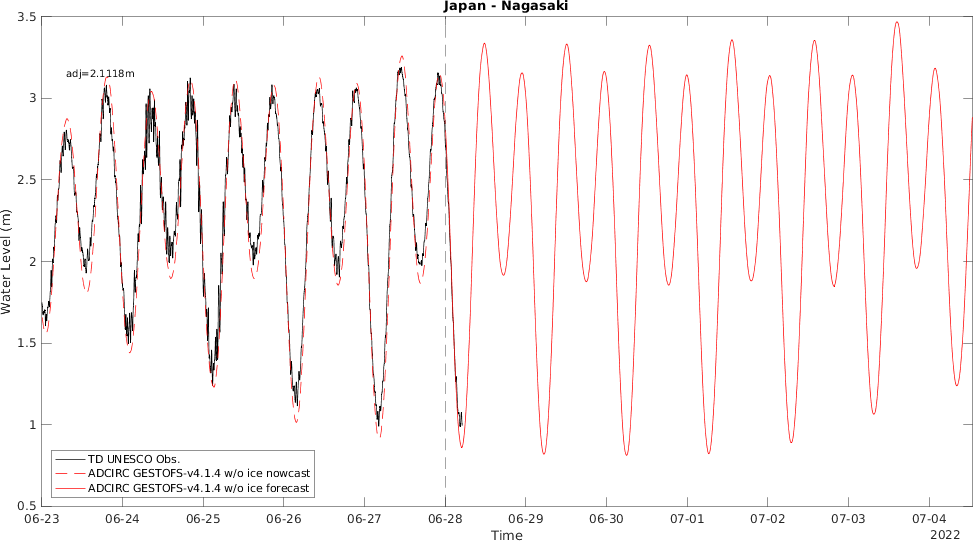 Japan - Nagasaki
3.5
adj=2.1118m
3
2.5
2
Water Level (m)
1.5
1
TD UNESCO Obs.
ADCIRC GESTOFS-v4.1.4 w/o ice nowcast
ADCIRC GESTOFS-v4.1.4 w/o ice forecast
0.5
06-23 06-24 06-25 06-26 06-27 06-28 06-29 06-30 07-01 07-02 07-03 07-04
Time
2022